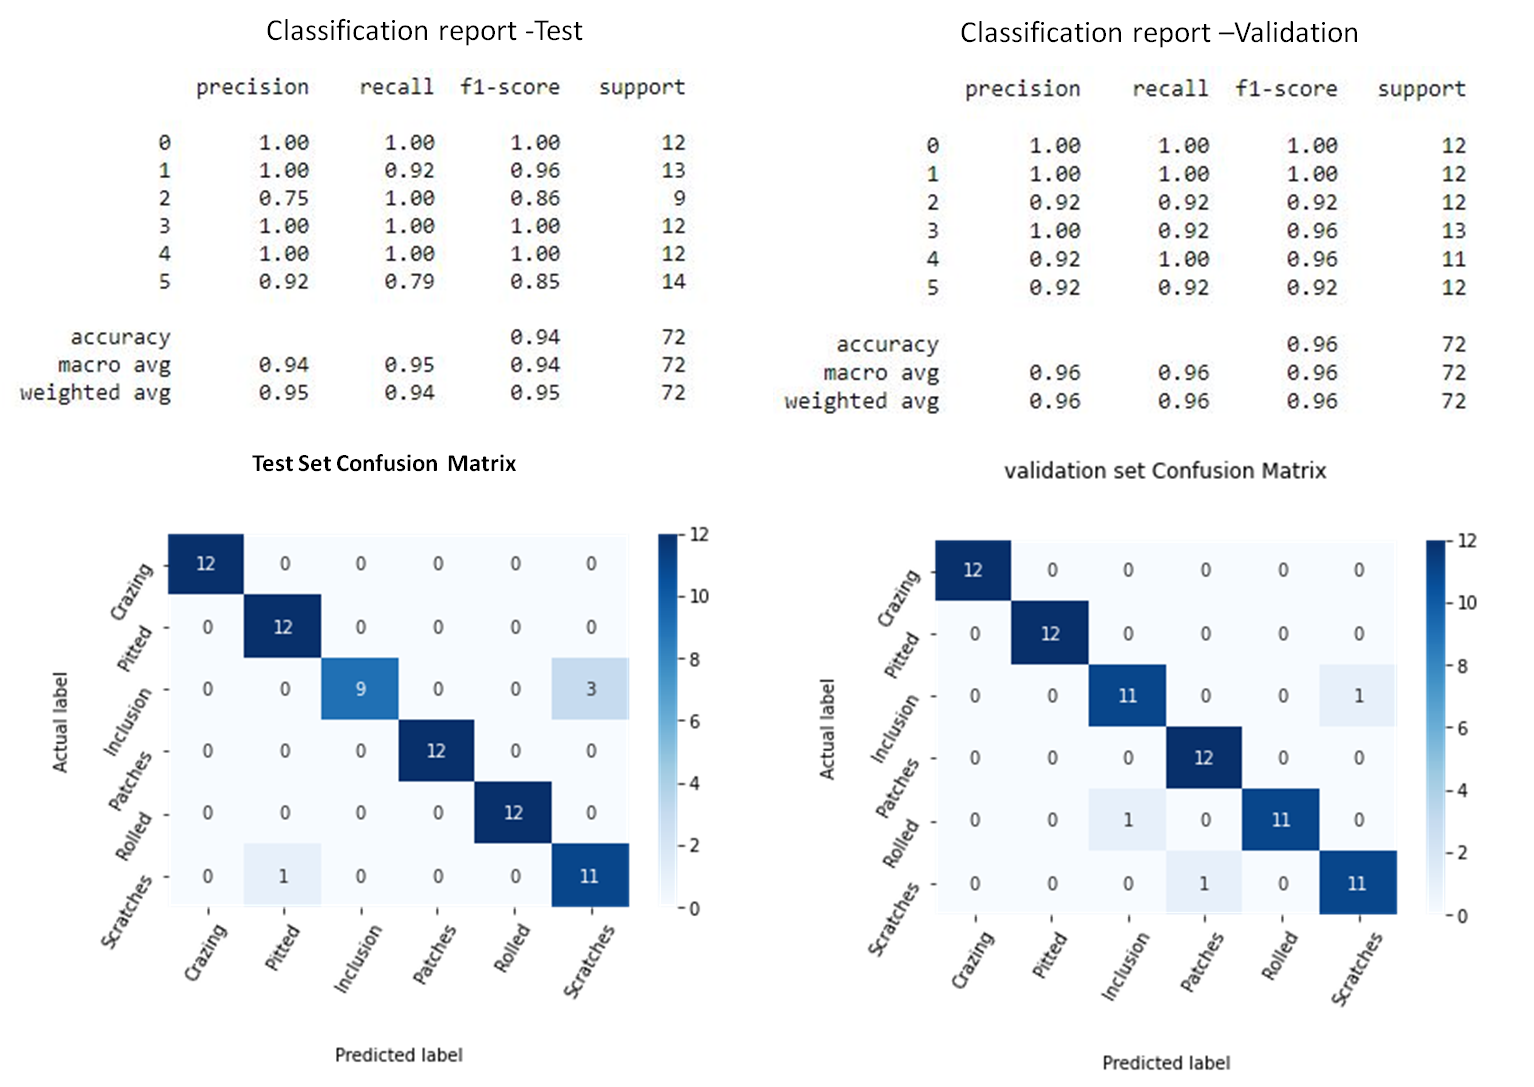 Classification report -Test
precision recall f1-score support
0 1.00 1.00 1.00 12
1 1.00 0.92 0.96 13
2 0.75 1.00 0.86 9
3 1.00 1.00 1.00 12
4 1.00 1.00 1.00 12
5 0.92 0.79 0.85 14
accuracy 0.94 72
macro avg 0.94 0.95 0.94 72
weighted avg 0.95 0.94 0.95 72
Classification report –Validation
precision recall f1-score support
0 1.00 1.00 1.00 12
1 1.00 1.00 1.00 12
2 0.92 0.92 0.92 12
3 1.00 0.92 0.96 13
4 0.92 1.00 0.96 11
5 0.92 0.92 0.92 12
accuracy 0.96 72
macro avg 0.96 0.96 0.96 72
weighted avg 0.96 0.96 0.96 72
Test Set Confusion Matrix
Actual label
Crazing 12 0 0 0 0 0
Pitted 0 12 0 0 0 0
Inclusion 0 0 9 0 0 3
Patches 0 0 0 12 0 0
Rolled 0 0 0 0 12 0
Scratches 0 1 0 0 0 11
Crazing Pitted Inclusion Patches Rolled Scratches
Predicted label
12
10
8
6
4
2
0
validation set Confusion Matrix
Actual label
Crazing 12 0 0 0 0 0
Pitted 0 12 0 0 0 0
Inclusion 0 0 11 0 0 1
Patches 0 0 0 12 0 0
Rolled 0 0 1 0 11 0
Scratches 0 0 0 1 0 11
Crazing Pitted Inclusion Patches Rolled Scratches
Predicted label
12
10
8
6
4
2
0